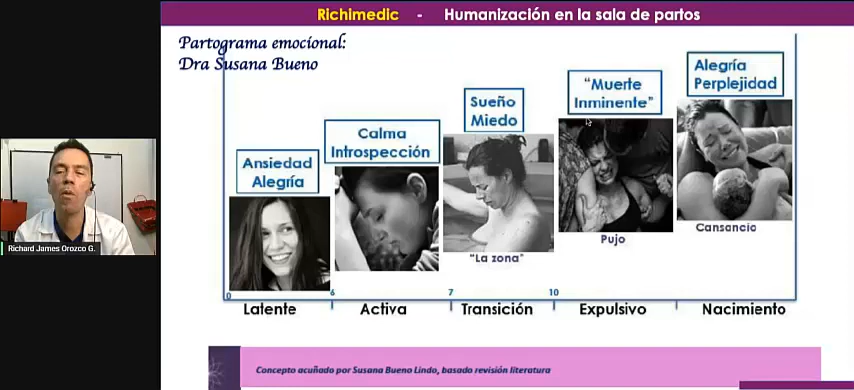 Richimedic - Humanización en la sala de partos
Partograma emocional:
Dra Susana Bueno
Ansiedad
Alegría
Calma
Introspección
Sueño
Miedo
"Muerte
Inminente"
Alegría
Perplejidad
"La zona"
Pujo
Cansancio
0 6 7 10
Latente Activa Transición Expulsivo Nacimiento
Concepto acuñado por Susana Bueno Lindo, basado revisión literatura
Richard James Orozco G.